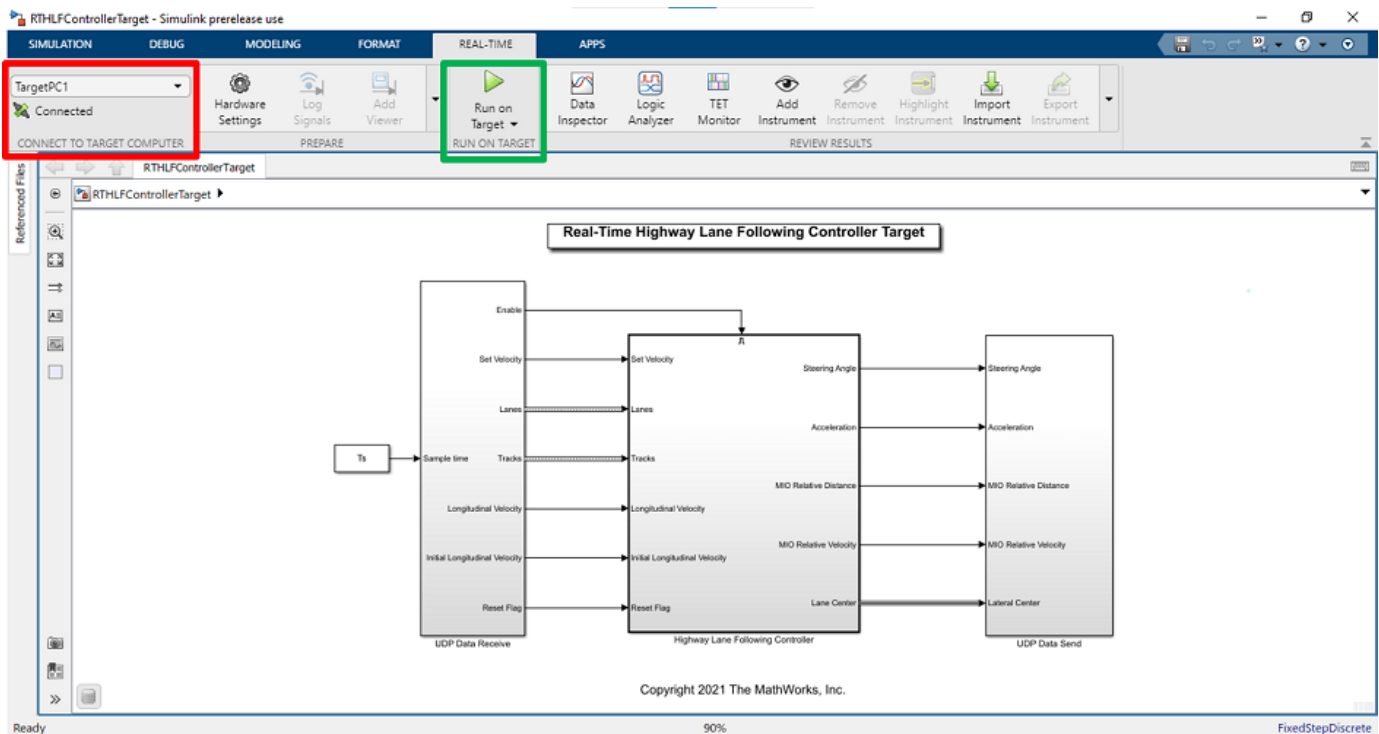 RTHLFControllerTarget - Simulink prerelease use
SIMULATION DEBUG MODELING FORMAT REAL-TIME APPS
TargetPC1
Connected
CONNECT TO TARGET COMPUTER
Hardware
Settings
Log
Signals
Add
Viewer
PREPARE
Run on
Target
RUN ON TARGET
Data
Inspector
Logic
Analyzer
TET
Monitor
Add
Instrument
Remove
Instrument
Highlight
Instrument
Import
Instrument
Export
Instrument
REVIEW RESULTS
Referenced Files
RTHLFControllerTarget
RTHLFControllerTarget
Real-Time Highway Lane Following Controller Target
Ts
Sample time
Enable
Set Velocity
Lanes
Tracks
Longitudinal Velocity
Initial Longitudinal Velocity
Reset Flag
UDP Data Receive
Set Velocity
Lanes
Tracks
Longitudinal Velocity
Initial Longitudinal Velocity
Reset Flag
Steering Angle
Acceleration
MIO Relative Distance
MIO Relative Velocity
Lane Center
Highway Lane Following Controller
Steering Angle
Acceleration
MIO Relative Distance
MIO Relative Velocity
Lateral Center
UDP Data Send
Copyright 2021 The MathWorks, Inc.
Ready 90% FixedStepDiscrete